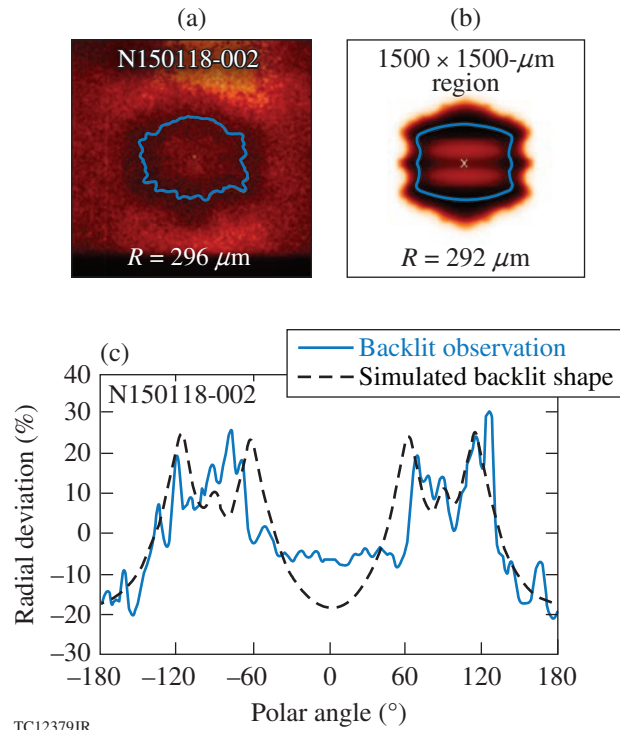 (a)
(b)
N150118-002
1500 × 1500-μm
region
R = 296 μm
R = 292 μm
(c)
Backlit observation
Simulated backlit shape
N150118-002
Radial deviation (%)
40
30
20
10
0
–10
–20
–30
–180
–120
–60
0
60
120
180
Polar angle (°)
TC12379JR